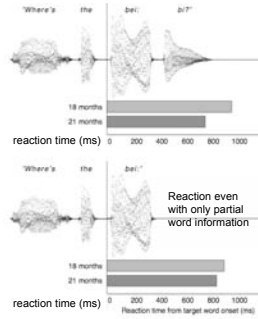 "Where's the bei: bi?"
18 months
21 months
reaction time (ms) 0 200 400 600 800 1000
"Where's the bei:"
Reaction even
with only partial
word information
18 months
21 months
0 200 400 600 800 1000
reaction time (ms) Reaction time from target word onset (ms)